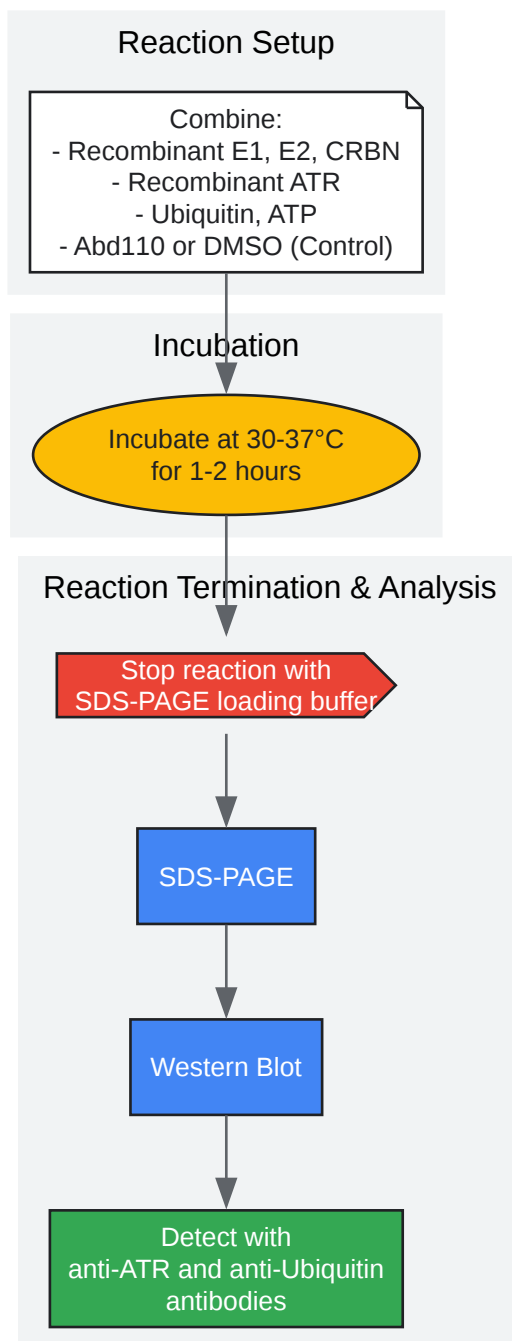 Reaction Setup
Combine:
- Recombinant E1, E2, CRBN
- Recombinant ATR
- Ubiquitin, ATP
- Abd110 or DMSO (Control)
Incubation
Incubate at 30-37°C
for 1-2 hours
Reaction Termination & Analysis
Stop reaction with
SDS-PAGE loading buffer
SDS-PAGE
Western Blot
Detect with
anti-ATR and anti-Ubiquitin
antibodies